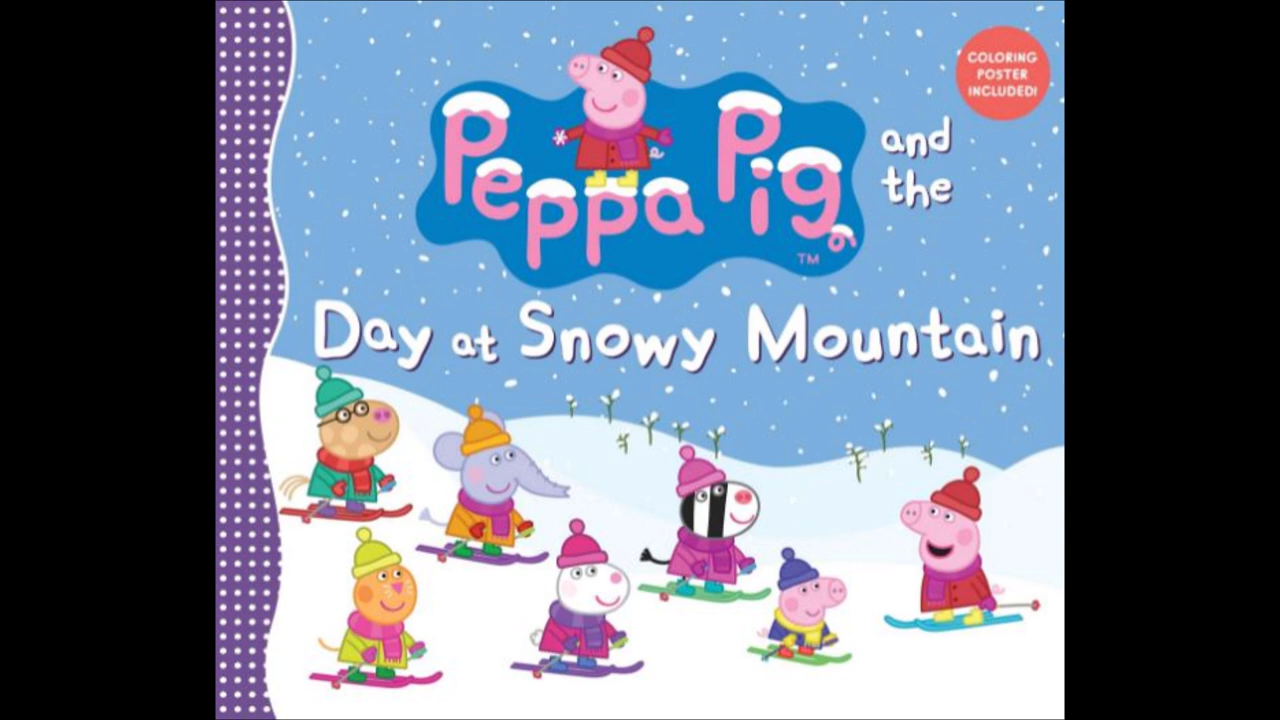 COLORING
POSTER
INCLUDED!
Peppa Pig
TM
and
the
Day at Snowy Mountain